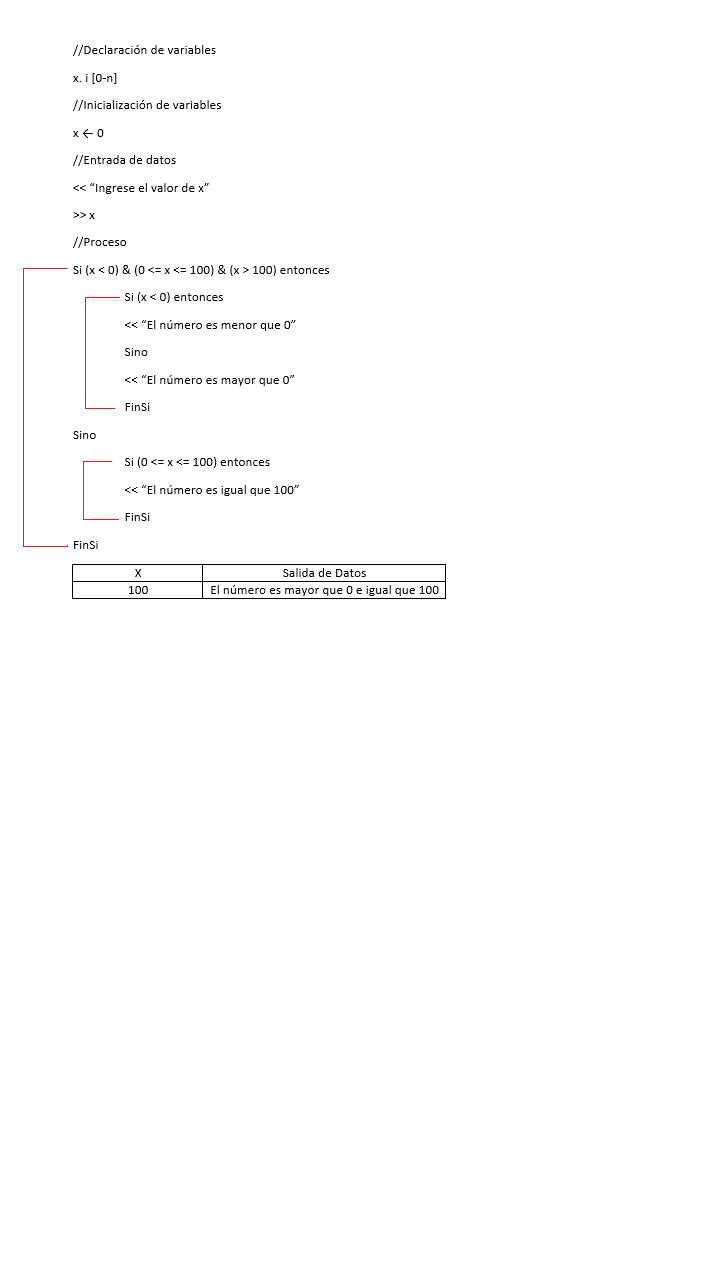 //Declaración de variables
x. i [0-n]
//Inicialización de variables
x ← 0
//Entrada de datos
<< “Ingrese el valor de x”
>> x
//Proceso
Si (x < 0) & (0 <= x <= 100) & (x > 100) entonces
Si (x < 0) entonces
<< “El número es menor que 0”
Sino
<< “El número es mayor que 0”
FinSi
Sino
Si (0 <= x <= 100) entonces
<< “El número es igual que 100”
FinSi
FinSi
X Salida de Datos
100 El número es mayor que 0 e igual que 100